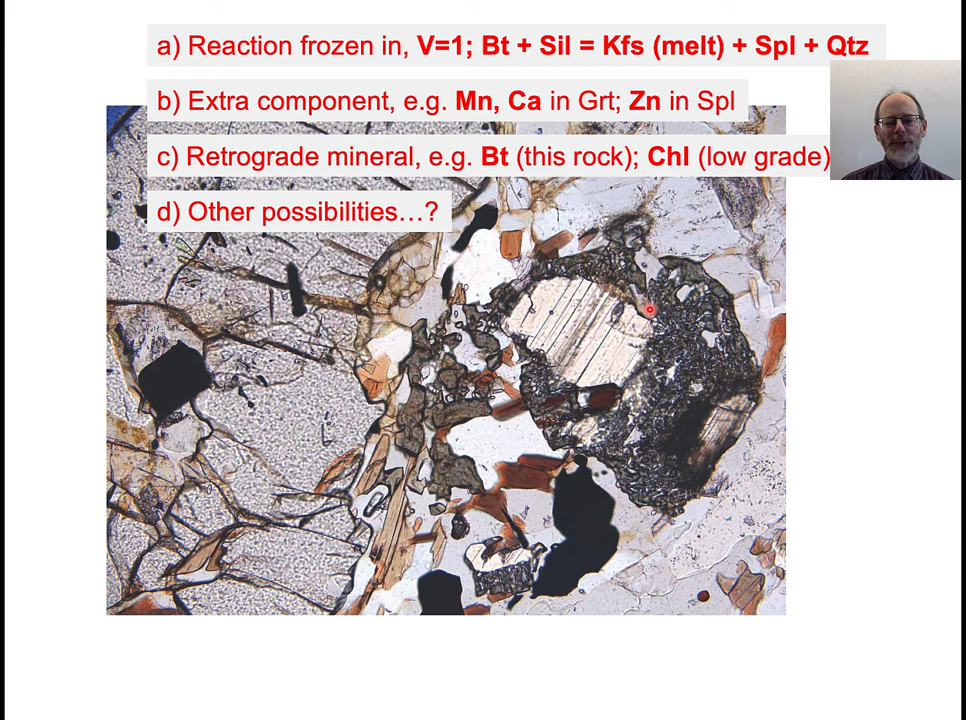 a) Reaction frozen in, V=1; Bt + Sil = Kfs (melt) + Spl + Qtz
b) Extra component, e.g. Mn, Ca in Grt; Zn in Spl
c) Retrograde mineral, e.g. Bt (this rock); Chl (low grade)
d) Other possibilities…?